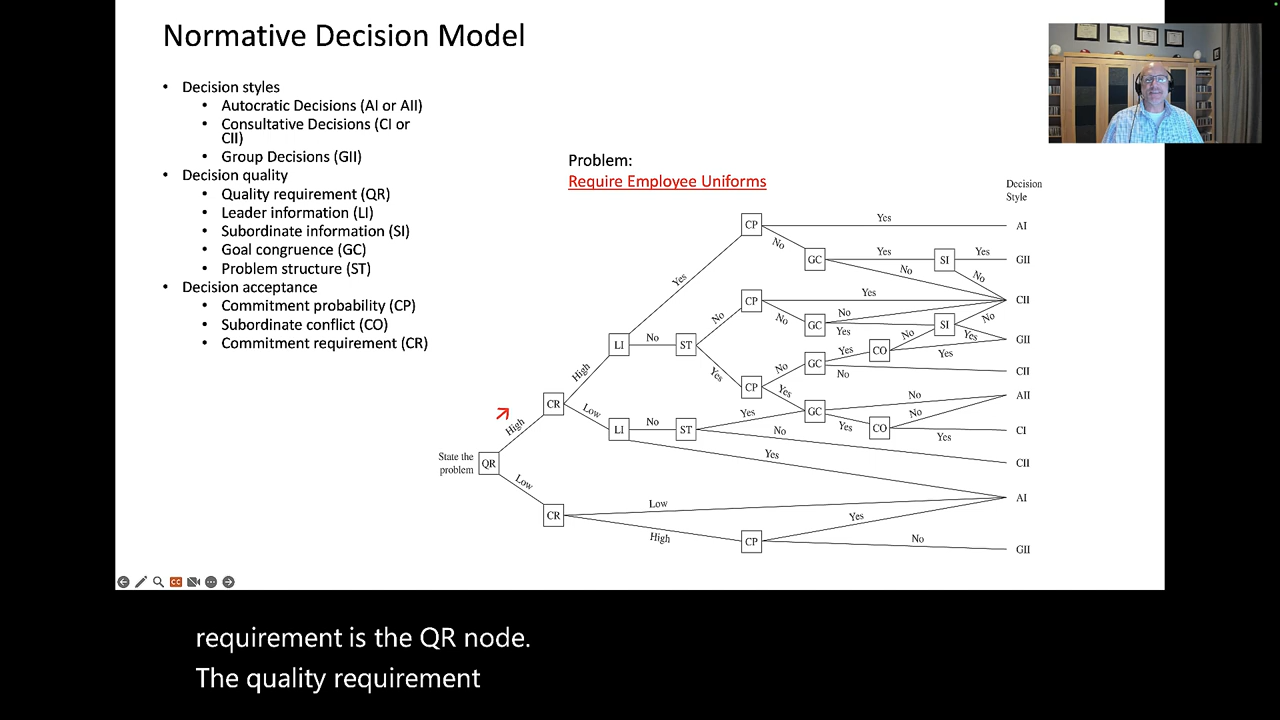 Normative Decision Model
• Decision styles
• Autocratic Decisions (AI or AII)
• Consultative Decisions (CI or
CII)
• Group Decisions (GII)
• Decision quality
• Quality requirement (QR)
• Leader information (LI)
• Subordinate information (SI)
• Goal congruence (GC)
• Problem structure (ST)
• Decision acceptance
• Commitment probability (CP)
• Subordinate conflict (CO)
• Commitment requirement (CR)
Problem:
Require Employee Uniforms
Decision
Style
CP Yes AI
No
GC Yes SI Yes GII
No No
Yes
CP Yes CII
No No GC No Yes SI No Yes
GII
LI No ST
Yes No GC Yes CO No Yes
No CII
CP
Yes
High
GC No AII
Yes CO No
Yes CI
CR
Low
LI No ST Yes
No CII
Yes
High
State the
problem
QR
Low
AI
CR Low
High
CP Yes
No GII
CC
requirement is the QR node.
The quality requirement